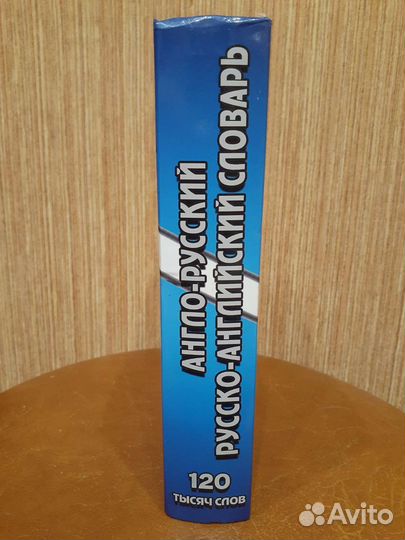 АНГЛО-РУССКИЙ
РУССКО-АНГЛИЙСКИЙ СЛОВАРЬ
120
ТЫСЯЧ СЛОВ
Avito